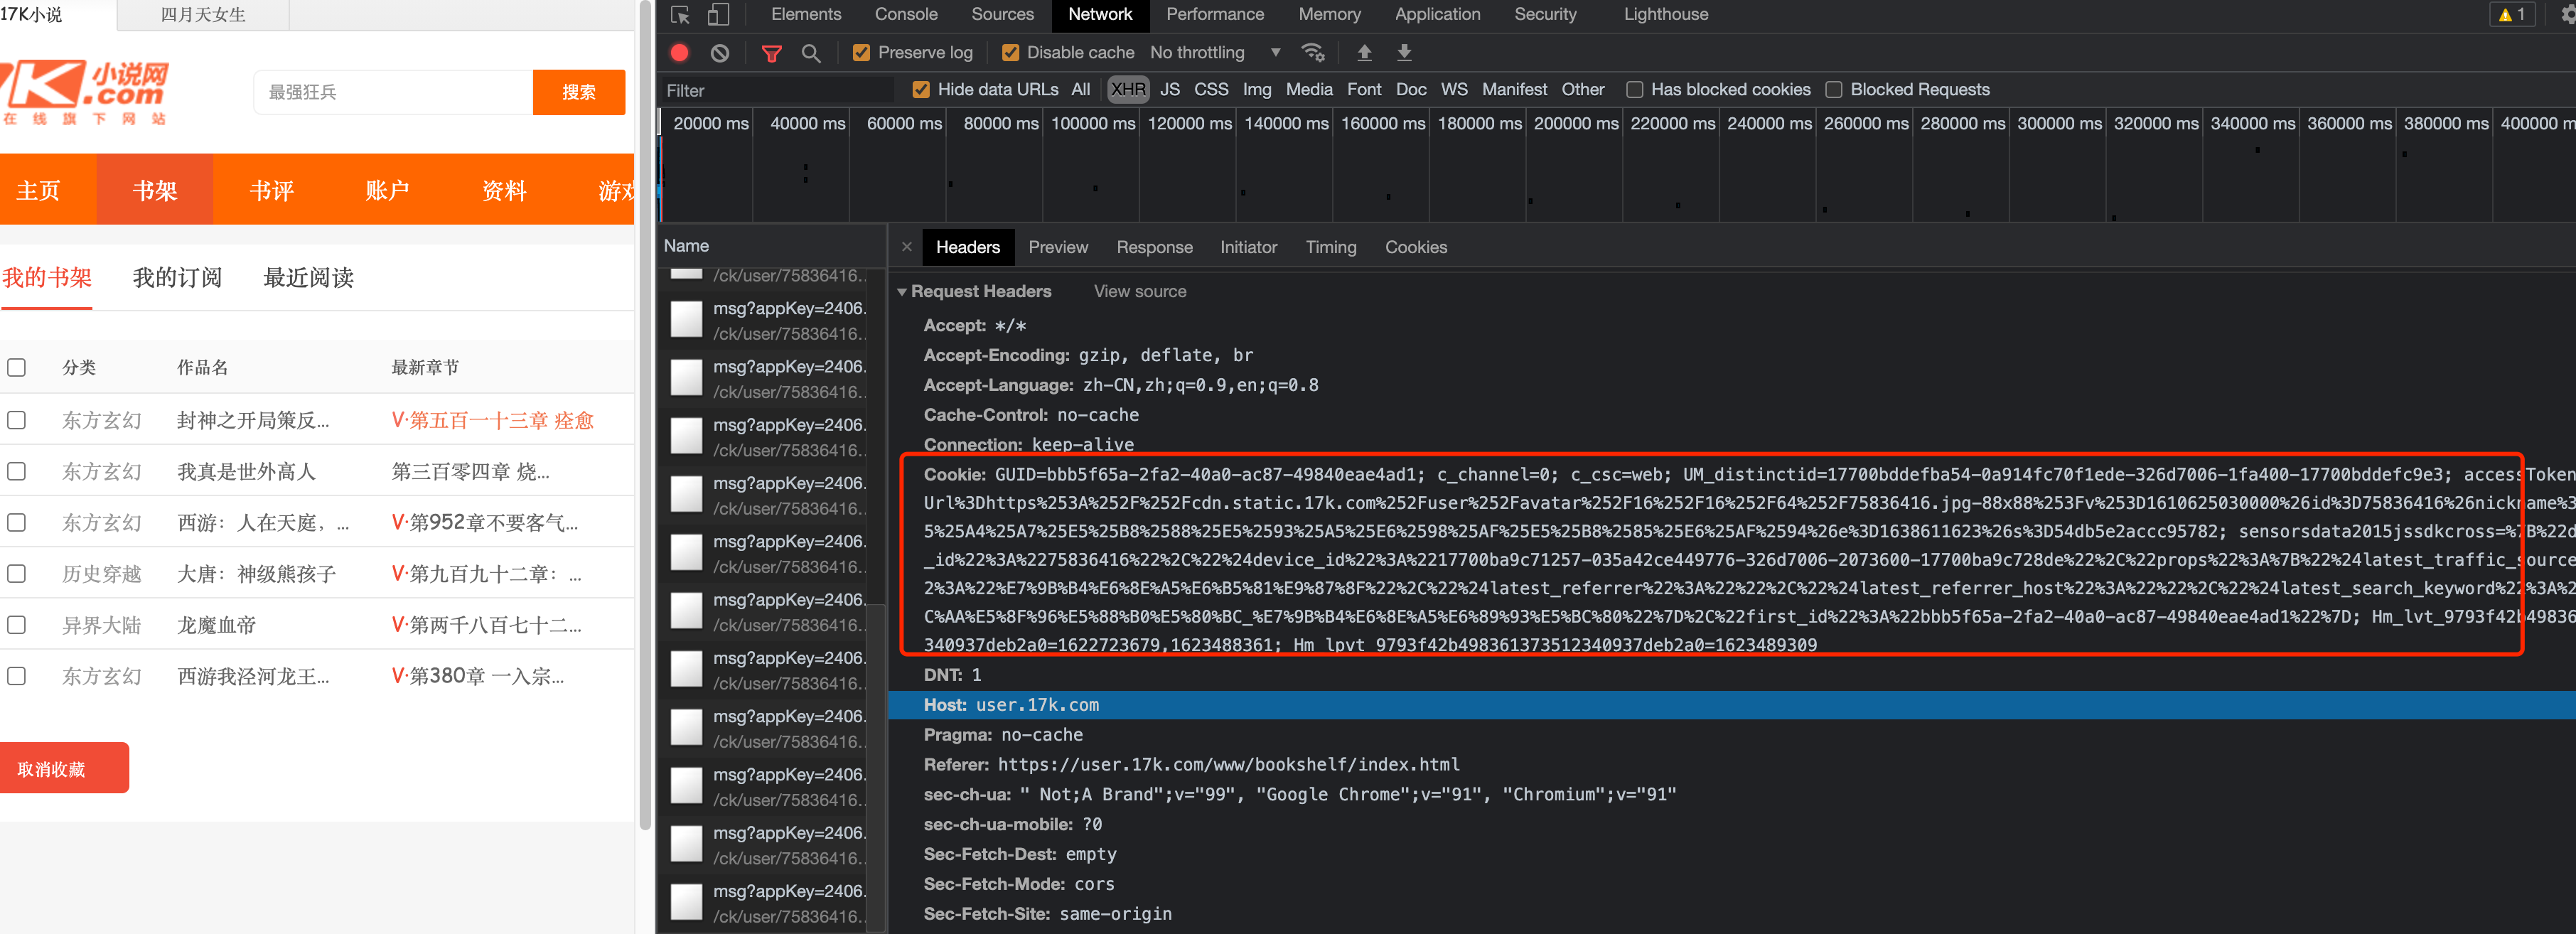 17K小说
四月天女生
7K 小说网
.com
在线旗下网站
最强狂兵
搜索
主页
书架
书评
账户
资料
游戏
我的书架
我的订阅
最近阅读
分类 作品名 最新章节
东方玄幻 封神之开局策反... V·第五百一十三章 痊愈
东方玄幻 我真是世外高人 第三百零四章 烧...
东方玄幻 西游：人在天庭，... V·第952章不要客气...
历史穿越 大唐：神级熊孩子 V·第九百九十二章：...
异界大陆 龙魔血帝 V·第两千八百七十二...
东方玄幻 西游我泾河龙王... V·第380章 一入宗...
取消收藏
Elements Console Sources Network Performance Memory Application Security Lighthouse 1
Preserve log Disable cache No throttling
Filter Hide data URLs All XHR JS CSS Img Media Font Doc WS Manifest Other Has blocked cookies Blocked Requests
20000 ms 40000 ms 60000 ms 80000 ms 100000 ms 120000 ms 140000 ms 160000 ms 180000 ms 200000 ms 220000 ms 240000 ms 260000 ms 280000 ms 300000 ms 320000 ms 340000 ms 360000 ms 380000 ms 400000 m
Name
/ck/user/75836416...
msg?appKey=2406...
/ck/user/75836416...
msg?appKey=2406...
/ck/user/75836416...
msg?appKey=2406...
/ck/user/75836416...
msg?appKey=2406...
/ck/user/75836416...
msg?appKey=2406...
/ck/user/75836416...
msg?appKey=2406...
/ck/user/75836416...
msg?appKey=2406...
/ck/user/75836416...
msg?appKey=2406...
/ck/user/75836416...
msg?appKey=2406...
/ck/user/75836416...
msg?appKey=2406...
/ck/user/75836416...
msg?appKey=2406...
/ck/user/75836416...
× Headers Preview Response Initiator Timing Cookies
Request Headers View source
Accept: */*
Accept-Encoding: gzip, deflate, br
Accept-Language: zh-CN,zh;q=0.9,en;q=0.8
Cache-Control: no-cache
Connection: keep-alive
Cookie: GUID=bbb5f65a-2fa2-40a0-ac87-49840eae4ad1; c_channel=0; c_csc=web; UM_distinctid=17700bddefba54-0a914fc70f1ede-326d7006-1fa400-17700bddefc9e3; accessToken
Url%3Dhttps%253A%252F%252Fcdn.static.17k.com%252Fuser%252Favatar%252F16%252F16%252F64%252F75836416.jpg-88x88%253Fv%253D1610625030000%26id%3D75836416%26nickname%3
5%25A4%25A7%25E5%25B8%2588%25E5%2593%25A5%25E6%2598%25AF%25E5%25B8%2585%25E6%25AF%2594%26e%3D1638611623%26s%3D54db5e2accc95782; sensorsdata2015jssdkcross=%7B%22d
_id%22%3A%2275836416%22%2C%22%24device_id%22%3A%2217700ba9c71257-035a42ce449776-326d7006-2073600-17700ba9c728de%22%2C%22props%22%3A%7B%22%24latest_traffic_source
2%3A%22%E7%9B%B4%E6%8E%A5%E6%B5%81%E9%87%8F%22%2C%22%24latest_referrer%22%3A%22%22%2C%22%24latest_referrer_host%22%3A%22%22%2C%22%24latest_search_keyword%22%3A%2
C%AA%E5%8F%96%E5%88%B0%E5%80%BC_%E7%9B%B4%E6%8E%A5%E6%89%93%E5%BC%80%22%7D%2C%22first_id%22%3A%22bbb5f65a-2fa2-40a0-ac87-49840eae4ad1%22%7D; Hm_lvt_9793f42b49836
340937deb2a0=1622723679,1623488361; Hm_lpvt_9793f42b498361373512340937deb2a0=1623489309
DNT: 1
Host: user.17k.com
Pragma: no-cache
Referer: https://user.17k.com/www/bookshelf/index.html
sec-ch-ua: " Not;A Brand";v="99", "Google Chrome";v="91", "Chromium";v="91"
sec-ch-ua-mobile: ?0
Sec-Fetch-Dest: empty
Sec-Fetch-Mode: cors
Sec-Fetch-Site: same-origin